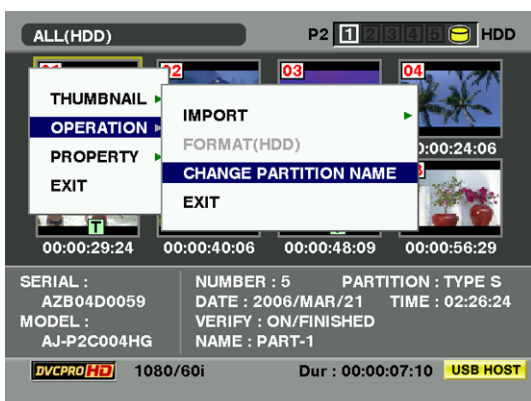 ALL(HDD) P2 1 2 3 4 5 HDD
02 03 04
THUMBNAIL
OPERATION
PROPERTY
EXIT
IMPORT
FORMAT(HDD)
CHANGE PARTITION NAME
EXIT
:00:24:06
T
00:00:29:24 00:00:40:06 00:00:48:09 00:00:56:29
SERIAL : NUMBER : 5 PARTITION : TYPE S
AZB04D0059 DATE : 2006/MAR/21 TIME : 02:26:24
MODEL : VERIFY : ON/FINISHED
AJ-P2C004HG NAME : PART-1
DVCPRO HD 1080/60i Dur : 00:00:07:10 USB HOST